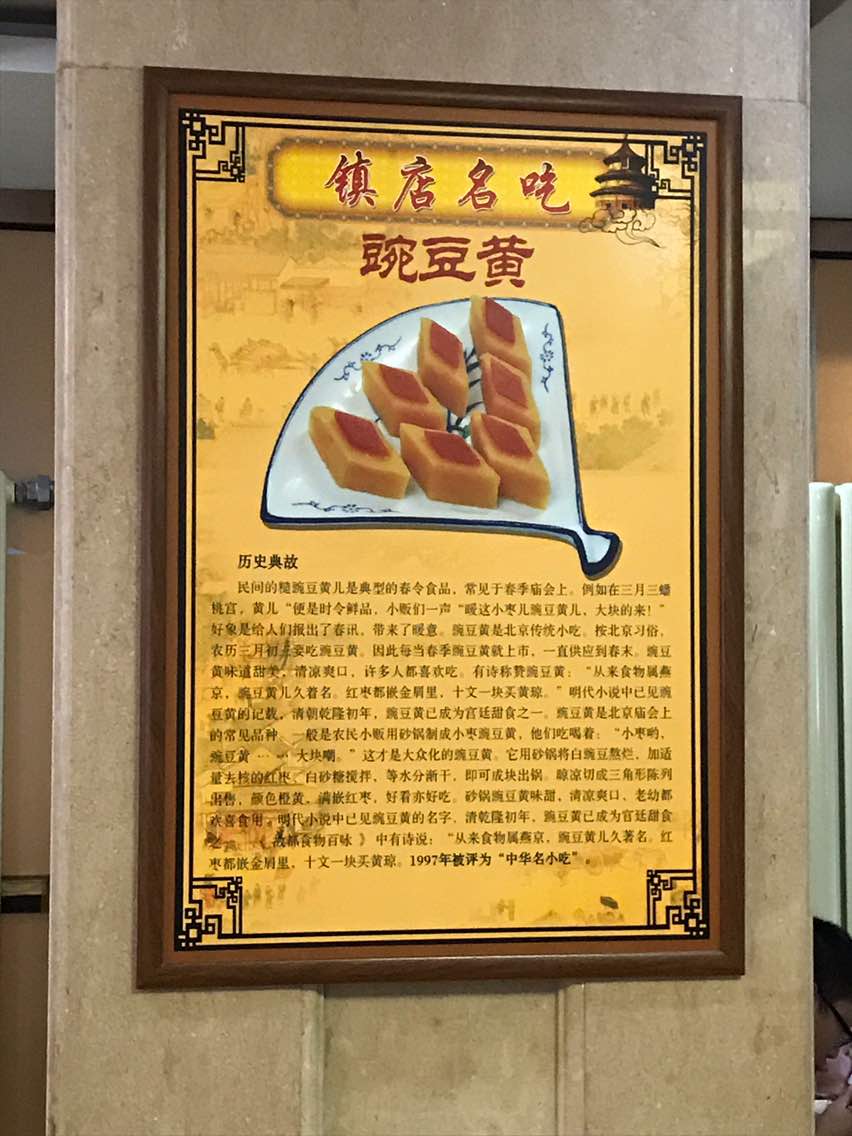 镇店名吃
豌豆黄
历史典故
民间的糙豌豆黄儿是典型的春令食品，常见于春季庙会上。例如在三月三蟠
桃宫，黄儿“便是时令鲜品，小贩们一声“嗳这小枣儿豌豆黄儿、大块的来！”
好象是给人们报出了春讯，带来了暖意。豌豆黄是北京传统小吃。按北京习俗，
农历三月初三要吃豌豆黄。因此每当春季豌豆黄就上市，一直供应到春末。豌豆
黄味道甜美，清凉爽口，许多人都喜欢吃。有诗称赞豌豆黄：“从来食物属燕
京，豌豆黄儿久着名。红枣都嵌金屑里，十文一块买黄琼。”明代小说中已见豌
豆黄的记载，清朝乾隆初年，豌豆黄已成为宫廷甜食之一。豌豆黄是北京庙会上
的常见品种、一般是农民小贩用砂锅制成小枣豌豆黄，他们吃喝着：“小枣哟、
豌豆黄 …… 大块嘞。”这才是大众化的豌豆黄。它用砂锅将白豌豆熬烂，加适
量去核的红枣、白砂糖搅拌，等水分渐干，即可成块出锅。晾凉切成三角形陈列
出售，颜色橙黄，满嵌红枣，好看亦好吃。砂锅豌豆黄味甜，清凉爽口、老幼都
欢喜食用。明代小说中已见豌豆黄的名字，清乾隆初年，豌豆黄已成为宫廷甜食
之一。《故都食物百咏 》 中有诗说：“从来食物属燕京，豌豆黄儿久著名。红
枣都嵌金屑里，十文一块买黄琼。1997年被评为“中华名小吃”。